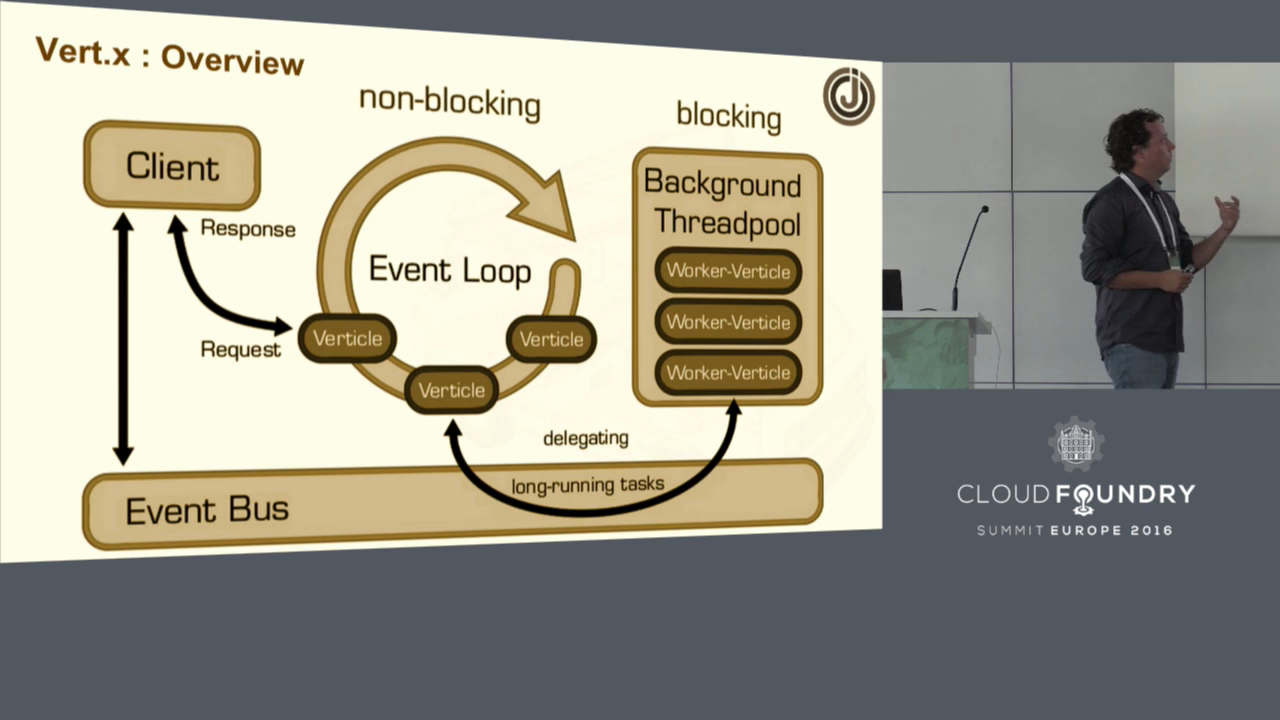 Vert.x : Overview
non-blocking
blocking
Client
Response
Request
Event Loop
Verticle
Verticle
Verticle
Background
Threadpool
Worker-Verticle
Worker-Verticle
Worker-Verticle
delegating
long-running tasks
Event Bus
CLOUD FOUNDRY
SUMMIT EUROPE 2016